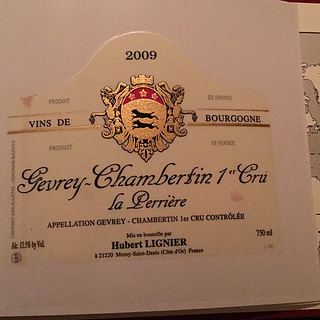 2009
PRODUIT DE FRANCE
VINS DE BOURGOGNE
PRODUCT OF FRANCE
Gevrey-Chambertin 1er Cru
la Perrière
APPELLATION GEVREY - CHAMBERTIN 1er CRU CONTRÔLÉE
Mis en bouteille par
Alc. 13.5% by Vol.
Hubert LIGNIER
750 ml
à 21220 Morey-Saint-Denis (Côte d'Or) France